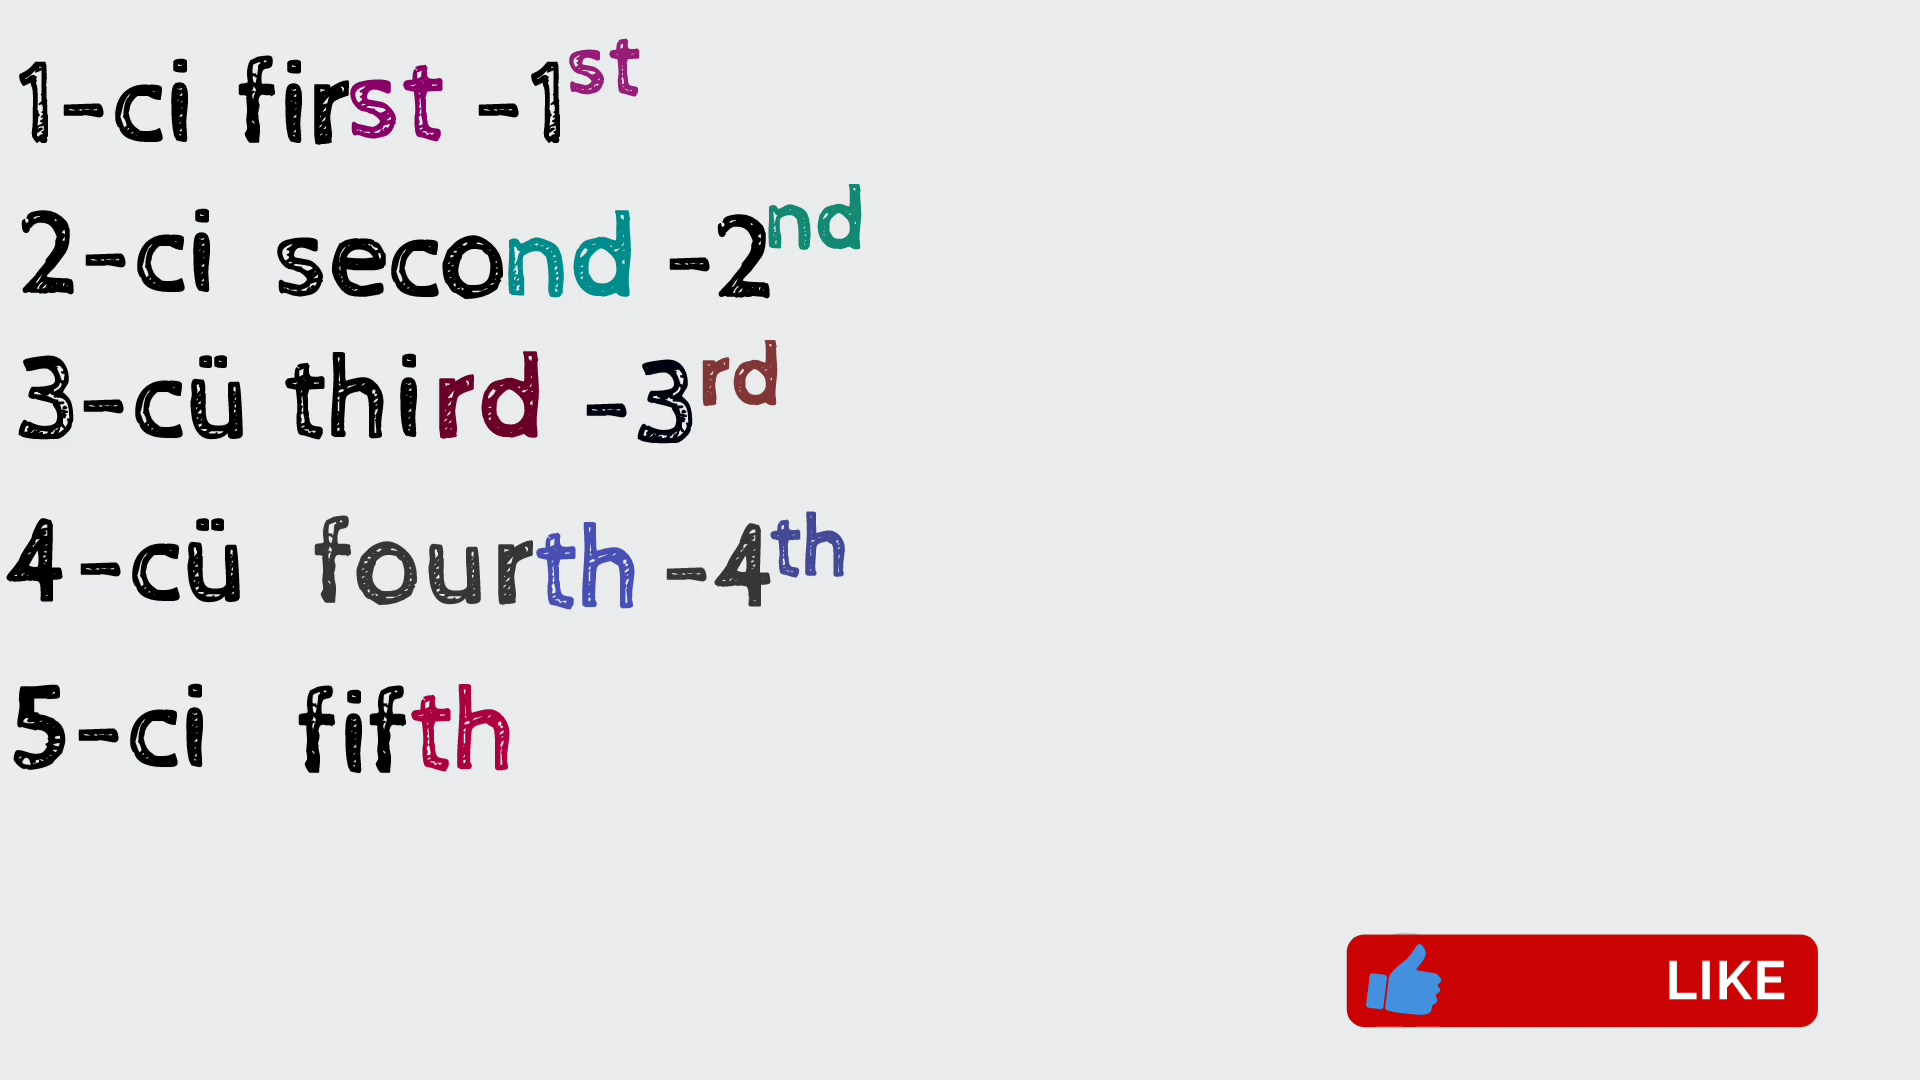 1-ci first -1st
2-ci second -2nd
3-cü third -3rd
4-cü fourth -4th
5-ci fifth
LIKE